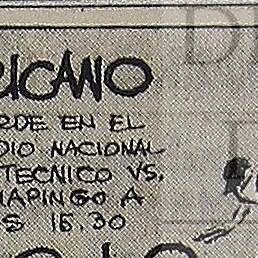 RICANO
RDE EN EL
DIO NACIONAL
TECNICO VS.
HAPINGO A
S 15.30